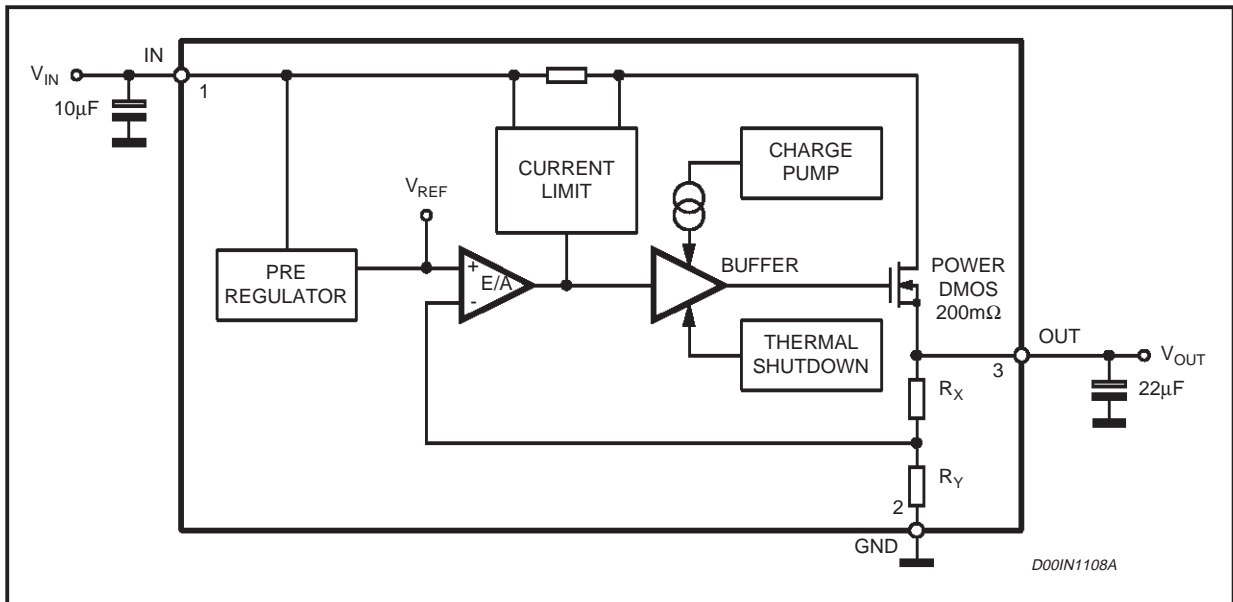 IN
V_IN
1
10μF
CURRENT
LIMIT
CHARGE
PUMP
V_REF
PRE
REGULATOR
+
E/A
-
BUFFER
POWER
DMOS
200mΩ
THERMAL
SHUTDOWN
OUT
3
V_OUT
22μF
R_X
R_Y
2
GND
D00IN1108A